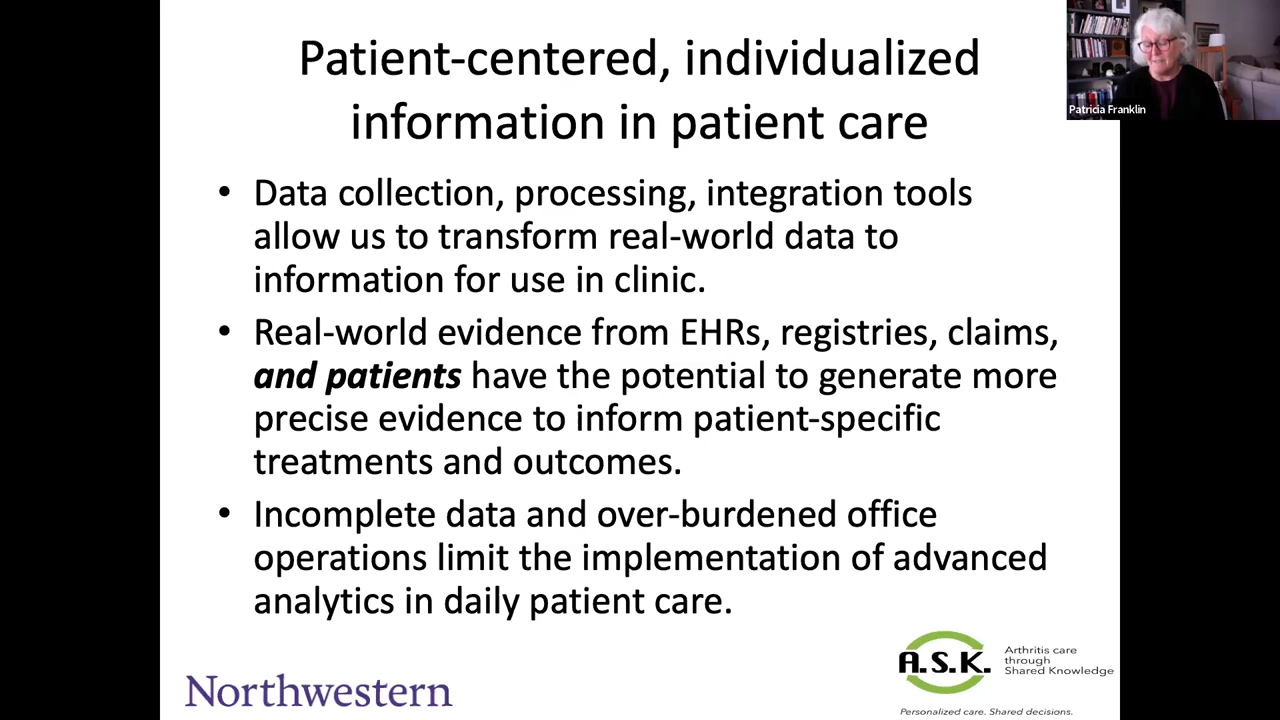 Patient-centered, individualized
information in patient care
Patricia Franklin
• Data collection, processing, integration tools
allow us to transform real-world data to
information for use in clinic.
• Real-world evidence from EHRs, registries, claims,
and patients have the potential to generate more
precise evidence to inform patient-specific
treatments and outcomes.
• Incomplete data and over-burdened office
operations limit the implementation of advanced
analytics in daily patient care.
Northwestern
A.S.K.
Arthritis care
through
Shared Knowledge
Personalized care. Shared decisions.